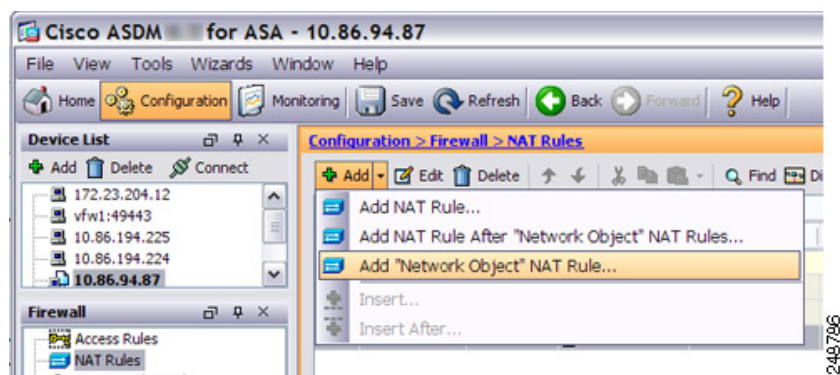 Cisco ASDM for ASA - 10.86.94.87
File View Tools Wizards Window Help
Home Configuration Monitoring Save Refresh Back Forward Help
Device List
Add Delete Connect
172.23.204.12
vfw1:49443
10.86.194.225
10.86.194.224
10.86.94.87
Firewall
Access Rules
NAT Rules
Configuration > Firewall > NAT Rules
Add Edit Delete Find Di
Add NAT Rule...
Add NAT Rule After "Network Object" NAT Rules...
Add "Network Object" NAT Rule...
Insert...
Insert After...
248786